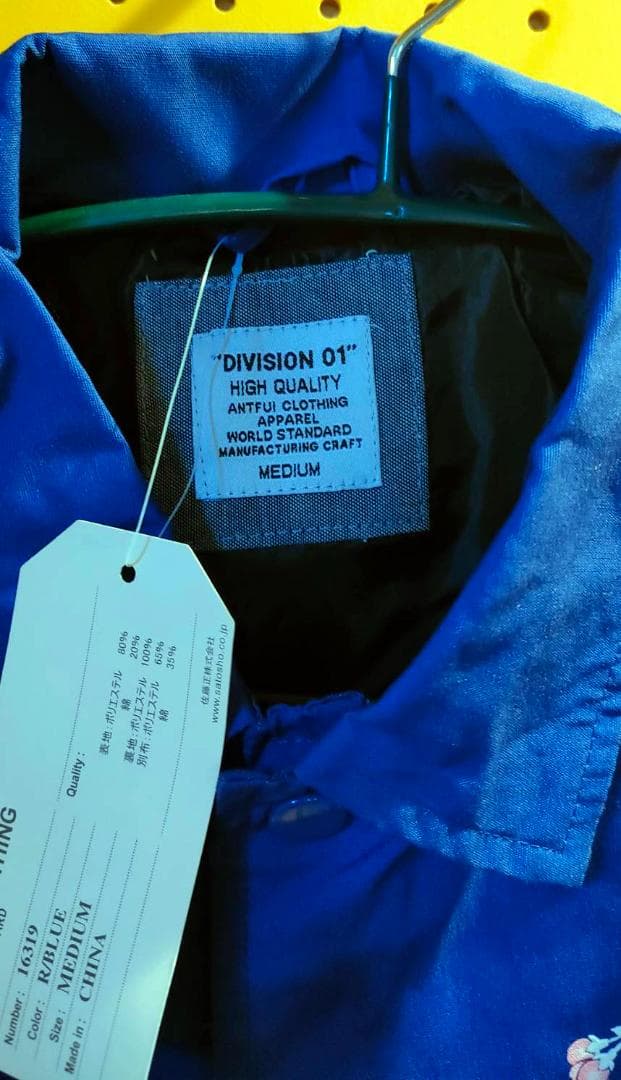 "DIVISION 01"
HIGH QUALITY
ANTFUI CLOTHING
APPAREL
WORLD STANDARD
MANUFACTURING CRAFT
MEDIUM
Number : 16319
Color : R/BLUE
Size : MEDIUM
Made in : CHINA
Quality :
表地:ポリエステル 80%
綿 20%
裏地:ポリエステル 100%
別布:ポリエステル 65%
綿 35%
佐藤正株式会社
www.satosho.co.jp